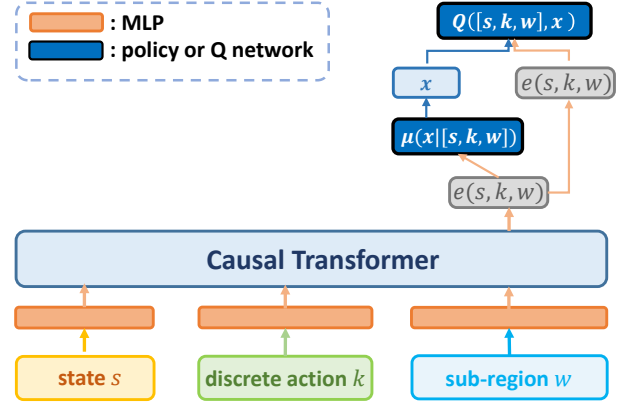 : MLP
: policy or Q network
Q([s, k, w], x)
x
e(s, k, w)
μ(x|[s, k, w])
e(s, k, w)
Causal Transformer
state s
discrete action k
sub-region w